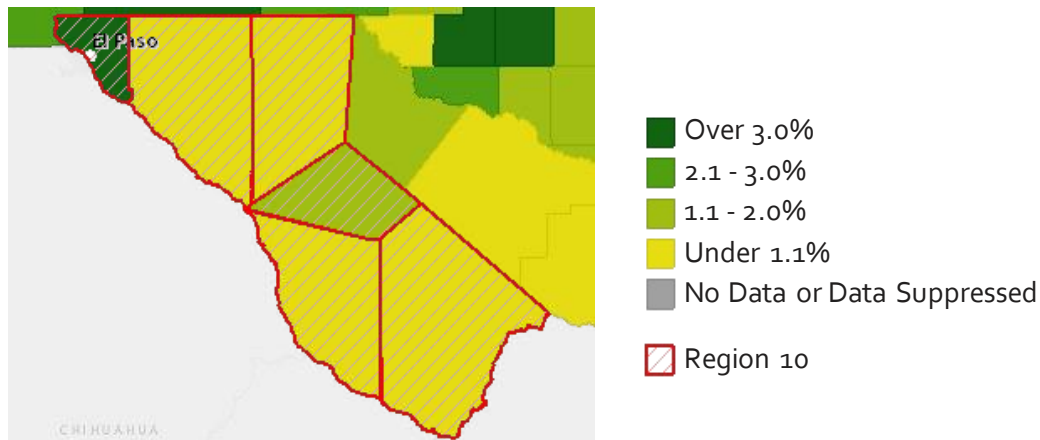 El Paso
CHIHUAHUA
Over 3.0%
2.1 - 3.0%
1.1 - 2.0%
Under 1.1%
No Data or Data Suppressed
Region 10